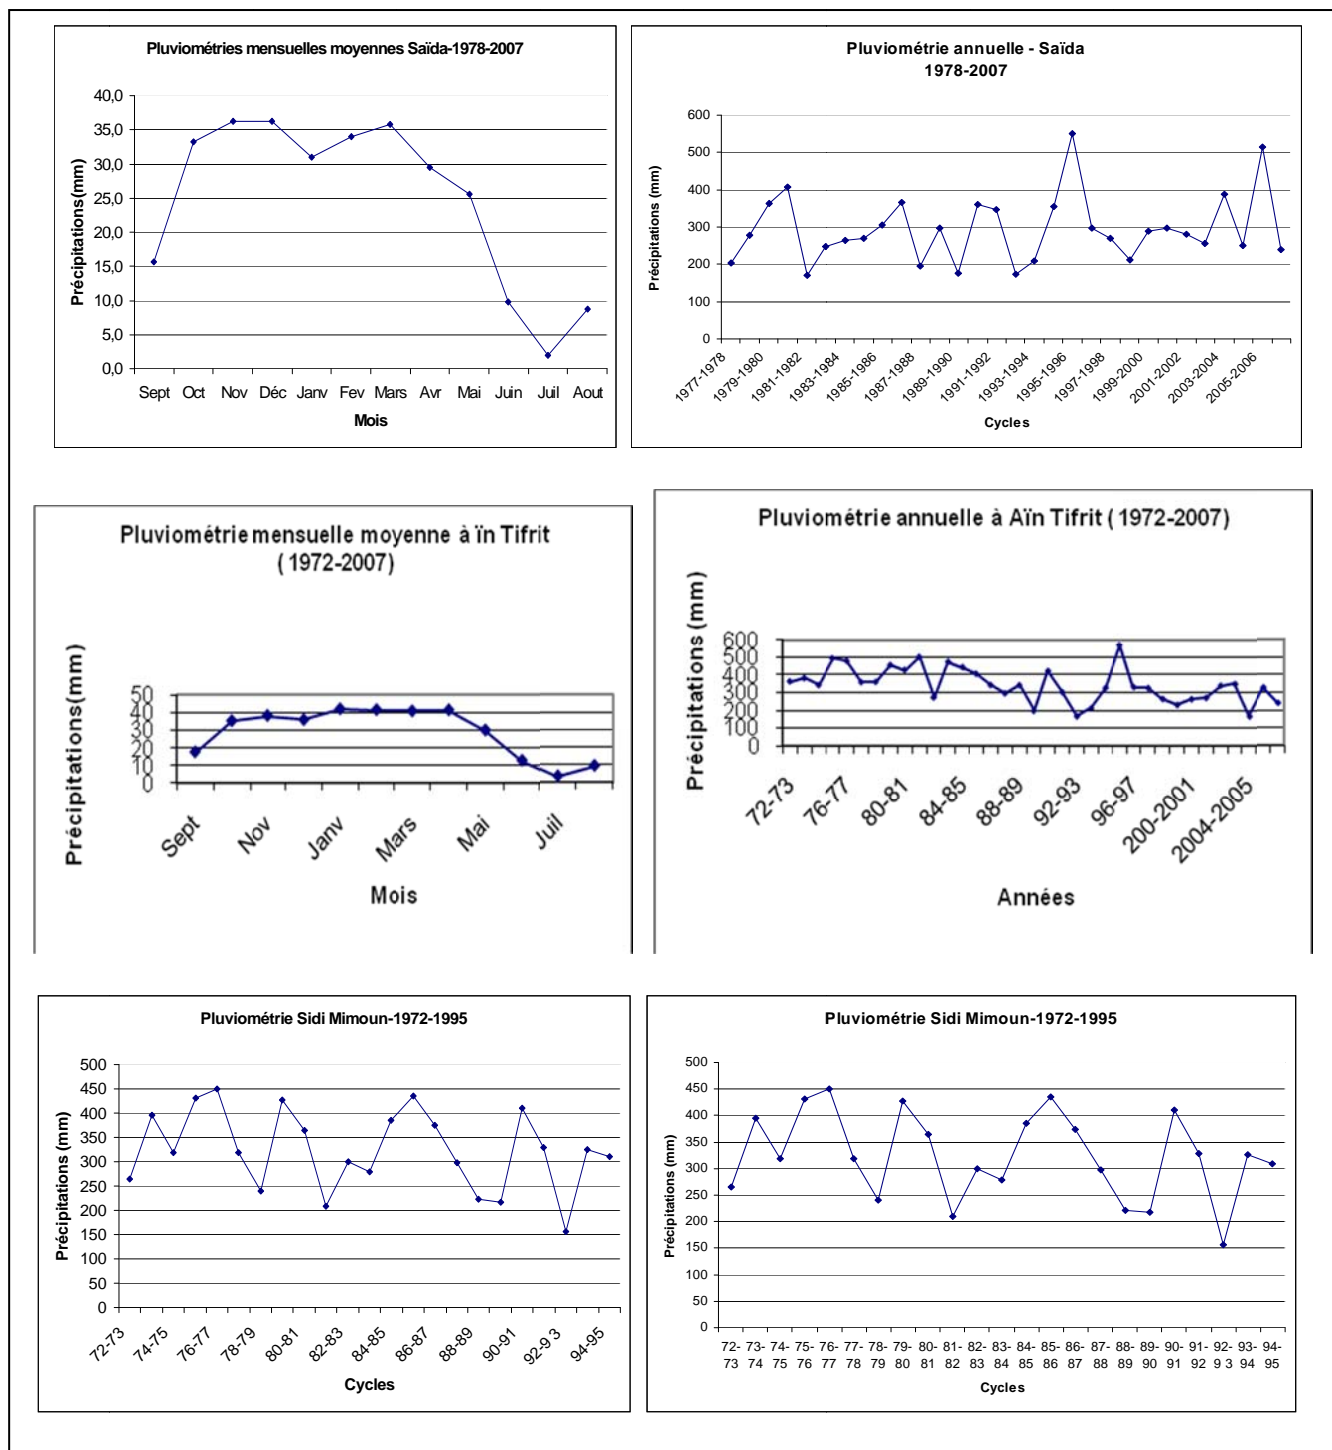 Pluviométries mensuelles moyennes Saïda-1978-2007
Précipitations(mm)
40,0
35,0
30,0
25,0
20,0
15,0
10,0
5,0
0,0
Sept Oct Nov Déc Janv Fev Mars Avr Mai Juin Juil Aout
Mois
Pluviométrie annuelle - Saïda
1978-2007
Précipitations (mm)
600
500
400
300
200
100
0
1977-1978 1979-1980 1981-1982 1983-1984 1985-1986 1987-1988 1989-1990 1991-1992 1993-1994 1995-1996 1997-1998 1999-2000 2001-2002 2003-2004 2005-2006
Cycles
Pluviométrie mensuelle moyenne à ïn Tifrit
( 1972-2007)
Précipitations(mm)
50
40
30
20
10
0
Sept Nov Janv Mars Mai Juil
Mois
Pluviométrie annuelle à Aïn Tifrit ( 1972-2007)
Précipitations (mm)
600
500
400
300
200
100
0
72-73 76-77 80-81 84-85 88-89 92-93 96-97 200-2001 2004-2005
Années
Pluviométrie Sidi Mimoun-1972-1995
Précipitations (mm)
500
450
400
350
300
250
200
150
100
50
0
72-73 74-75 76-77 78-79 80-81 82-83 84-85 86-87 88-89 90-91 92-9 3 94-95
Cycles
Pluviométrie Sidi Mimoun-1972-1995
Précipitations (mm)
500
450
400
350
300
250
200
150
100
50
0
72- 73- 74- 75- 76- 77- 78- 79- 80- 81- 82- 83- 84- 85- 86- 87- 88- 89- 90- 91- 92- 93- 94-
73 74 75 76 77 78 79 80 81 82 83 84 85 86 87 88 89 90 91 92 9 3 94 95
Cycles